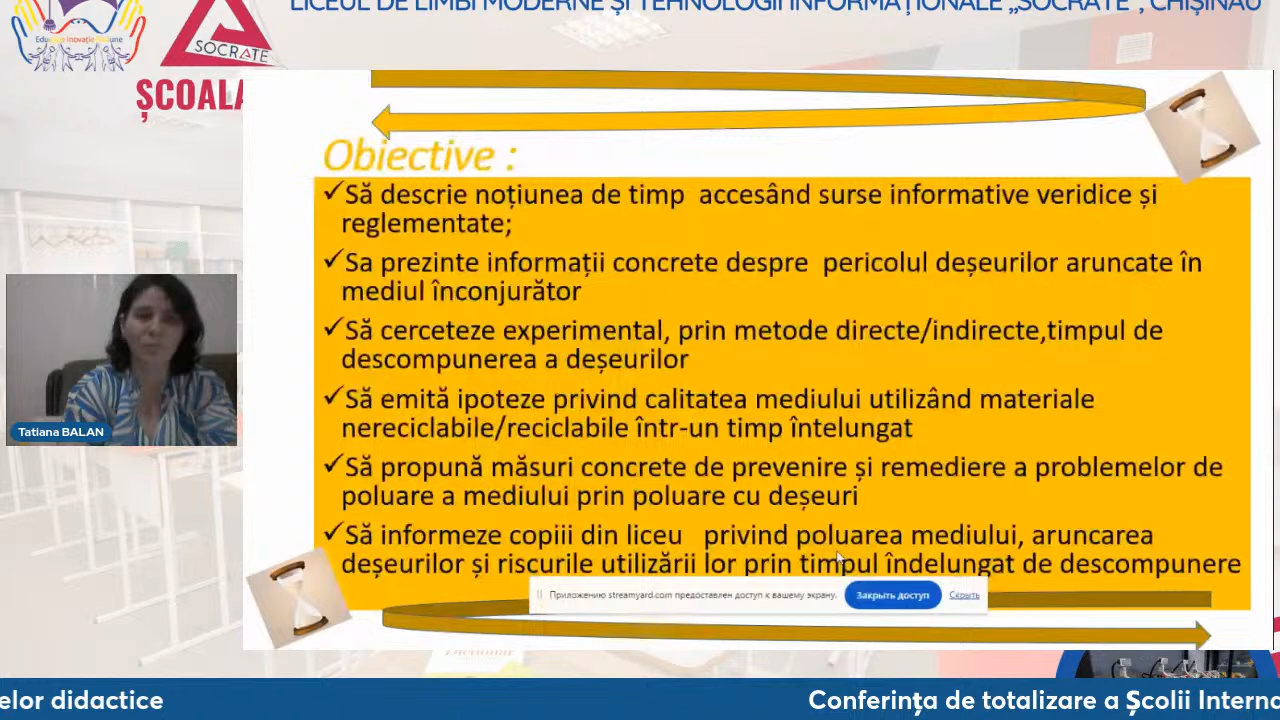 LICEUL DE LIMBI MODERNE ȘI TEHNOLOGII INFORMAȚIONALE „SOCRATE”, CHIȘINĂU
SOCRATE
ȘCOALA
Obiective :
✓Să descrie noțiunea de timp accesând surse informative veridice și
reglementate;
✓Sa prezinte informații concrete despre pericolul deșeurilor aruncate în
mediul înconjurător
✓Să cerceteze experimental, prin metode directe/indirecte,timpul de
descompunerea a deșeurilor
✓Să emită ipoteze privind calitatea mediului utilizând materiale
nereciclabile/reciclabile într-un timp întelungat
✓Să propună măsuri concrete de prevenire și remediere a problemelor de
poluare a mediului prin poluare cu deșeuri
✓Să informeze copiii din liceu privind poluarea mediului, aruncarea
deșeurilor și riscurile utilizării lor prin timpul îndelungat de descompunere
Tatiana BALAN
Приложению streamyard.com предоставлен доступ к вашему экрану.
Закрыть доступ
Скрыть
elor didactice
Conferința de totalizare a Școlii Interna